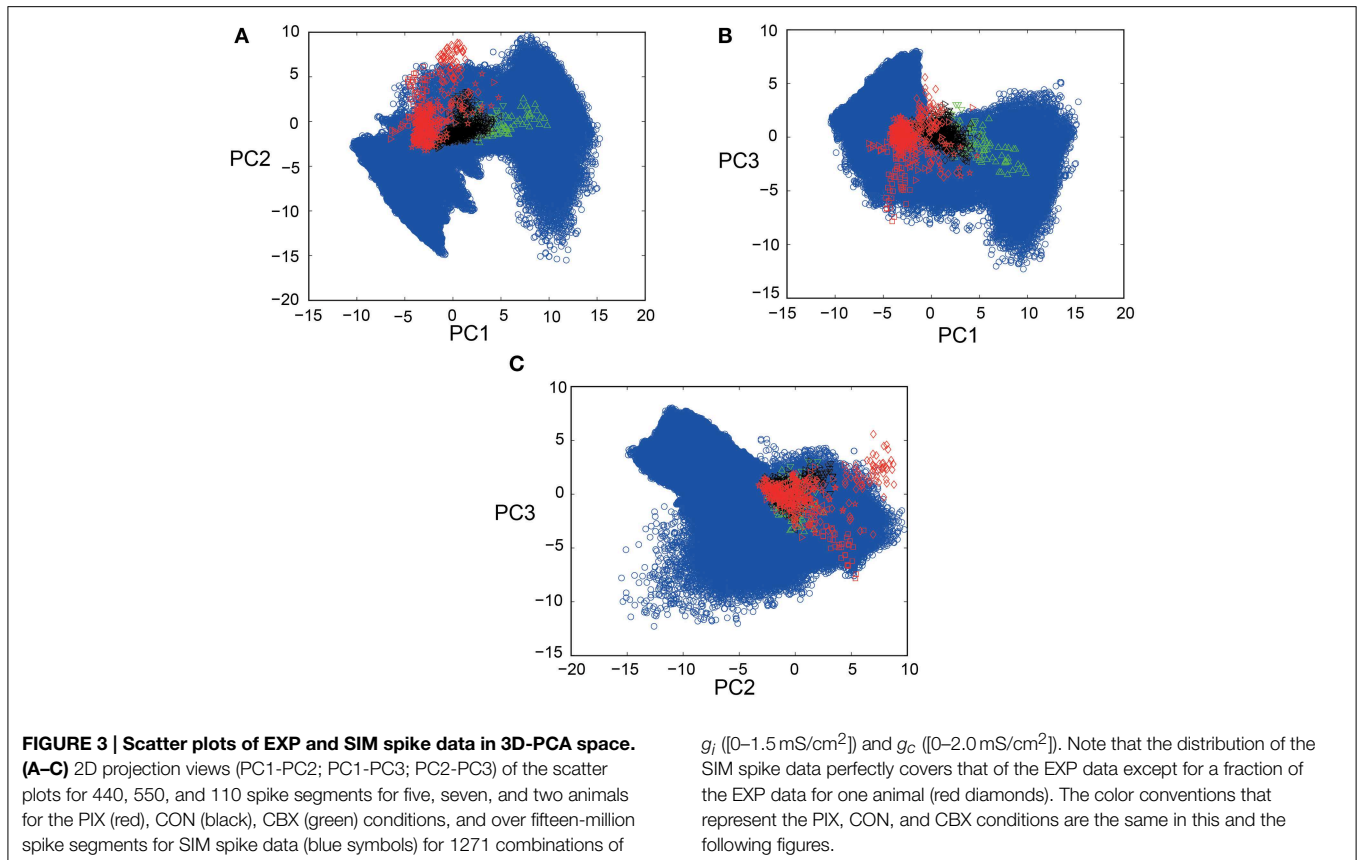 A
10
5
0
PC2
−5
−10
−15
−20
−15 −10 −5 0 5 10 15 20
PC1
B
10
5
0
PC3
−5
−10
−15
−15 −10 −5 0 5 10 15 20
PC1
C
10
5
0
PC3
−5
−10
−15
−20 −15 −10 −5 0 5 10
PC2
FIGURE 3 | Scatter plots of EXP and SIM spike data in 3D-PCA space.
(A–C) 2D projection views (PC1-PC2; PC1-PC3; PC2-PC3) of the scatter
plots for 440, 550, and 110 spike segments for five, seven, and two animals
for the PIX (red), CON (black), CBX (green) conditions, and over fifteen-million
spike segments for SIM spike data (blue symbols) for 1271 combinations of
gi ([0–1.5 mS/cm²]) and gc ([0–2.0 mS/cm²]). Note that the distribution of the
SIM spike data perfectly covers that of the EXP data except for a fraction of
the EXP data for one animal (red diamonds). The color conventions that
represent the PIX, CON, and CBX conditions are the same in this and the
following figures.